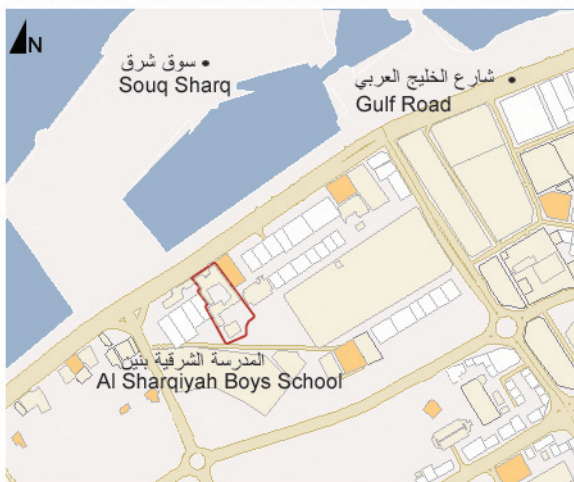 N
سوق شرق
Souq Sharq
شارع الخليج العربي
Gulf Road
المدرسة الشرقية بنين
Al Sharqiyah Boys School